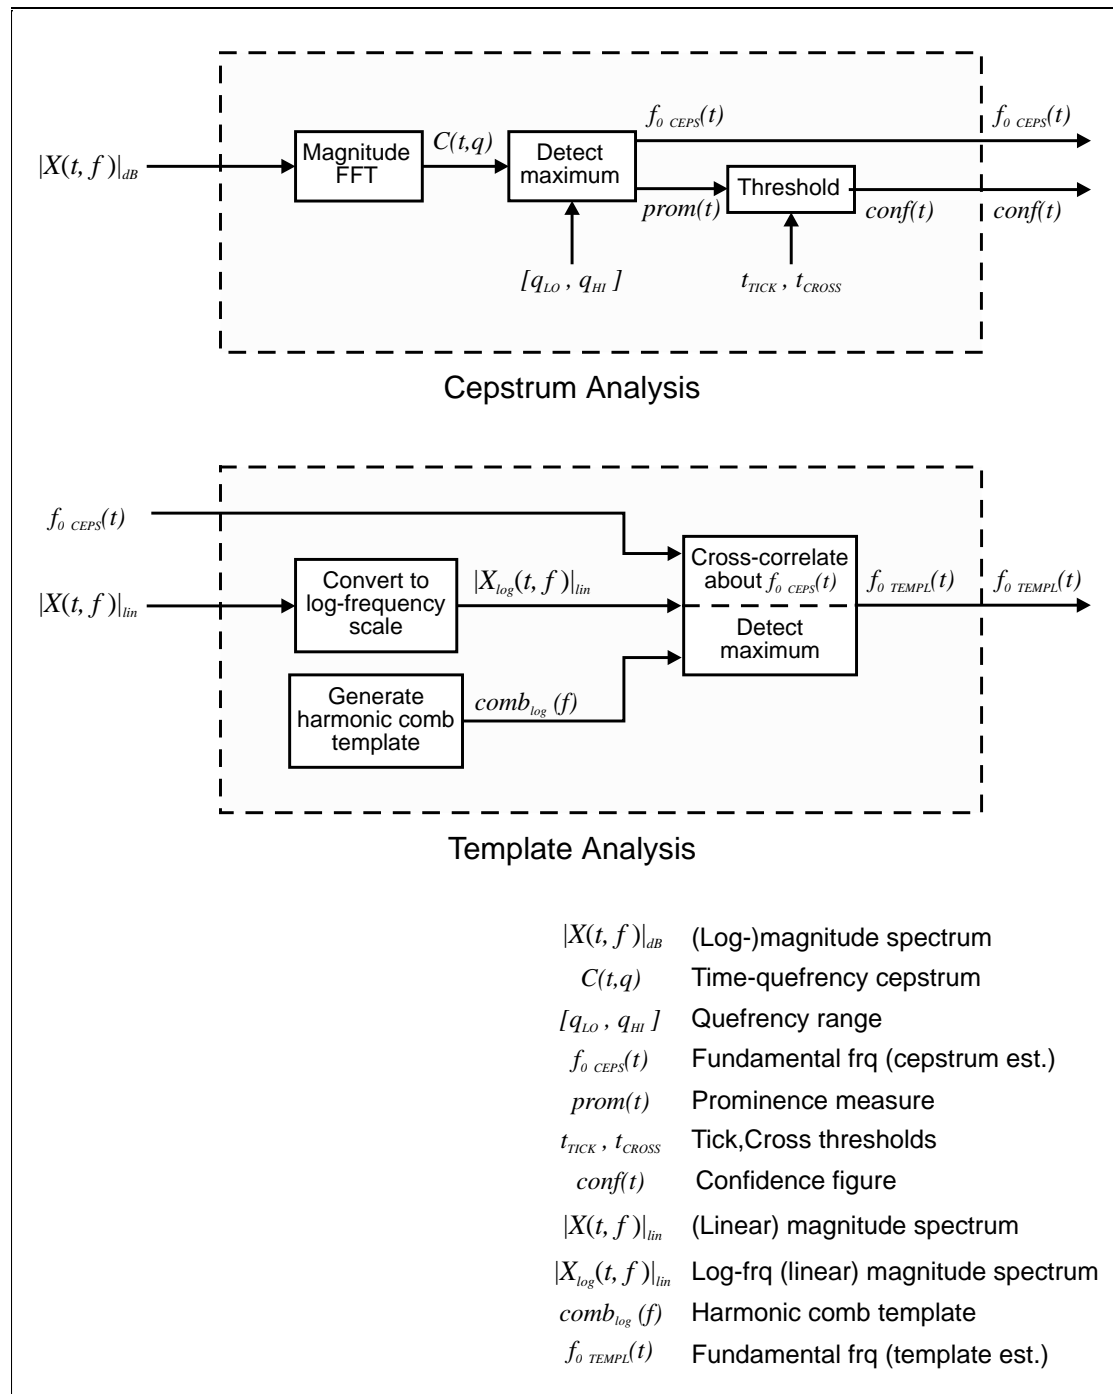 f0 CEPS(t) f0 CEPS(t)
|X(t, f)|dB
Magnitude
FFT
C(t,q)
Detect
maximum
prom(t)
Threshold
conf(t) conf(t)
[qLO , qHI ]
tTICK , tCROSS
Cepstrum Analysis
f0 CEPS(t)
|X(t, f)|lin
Convert to
log-frequency
scale
|Xlog(t, f)|lin
Cross-correlate
about f0 CEPS(t)
Detect
maximum
f0 TEMPL(t) f0 TEMPL(t)
Generate
harmonic comb
template
comblog (f)
Template Analysis
|X(t, f)|dB (Log-)magnitude spectrum
C(t,q) Time-quefrency cepstrum
[qLO , qHI ] Quefrency range
f0 CEPS(t) Fundamental frq (cepstrum est.)
prom(t) Prominence measure
tTICK , tCROSS Tick,Cross thresholds
conf(t) Confidence figure
|X(t, f)|lin (Linear) magnitude spectrum
|Xlog(t, f)|lin Log-frq (linear) magnitude spectrum
comblog (f) Harmonic comb template
f0 TEMPL(t) Fundamental frq (template est.)